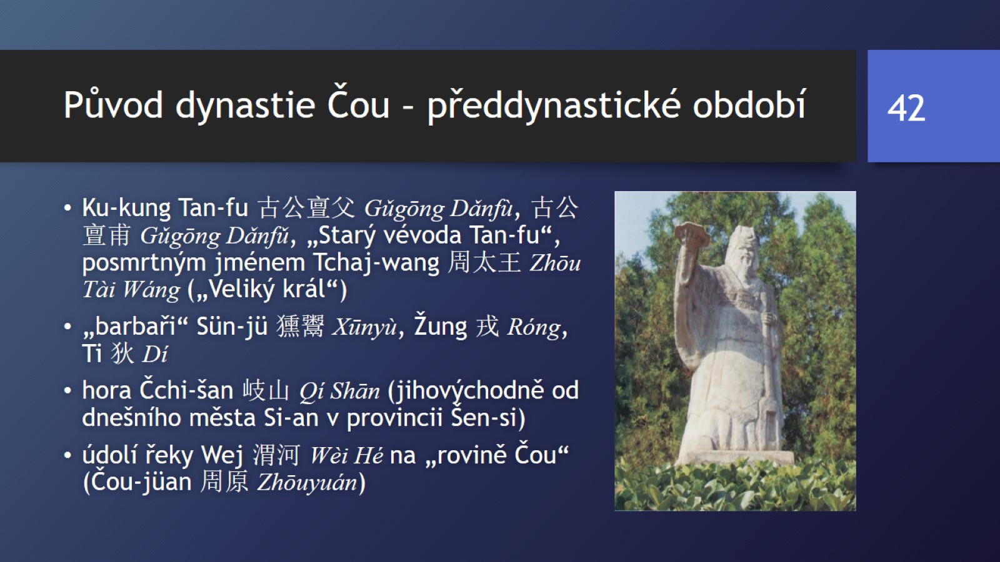 Původ dynastie Čou – předdynastické období
42
• Ku-kung Tan-fu 古公亶父 Gǔgōng Dǎnfù, 古公
亶甫 Gǔgōng Dǎnfǔ, „Starý vévoda Tan-fu“,
posmrtným jménem Tchaj-wang 周太王 Zhōu
Tài Wáng („Veliký král“)
• „barbaři“ Sün-jü 獯鬻 Xūnyù, Žung 戎 Róng,
Ti 狄 Dí
• hora Čchi-šan 岐山 Qí Shān (jihovýchodně od
dnešního města Si-an v provincii Šen-si)
• údolí řeky Wej 渭河 Wèi Hé na „rovině Čou“
(Čou-jüan 周原 Zhōuyuán)